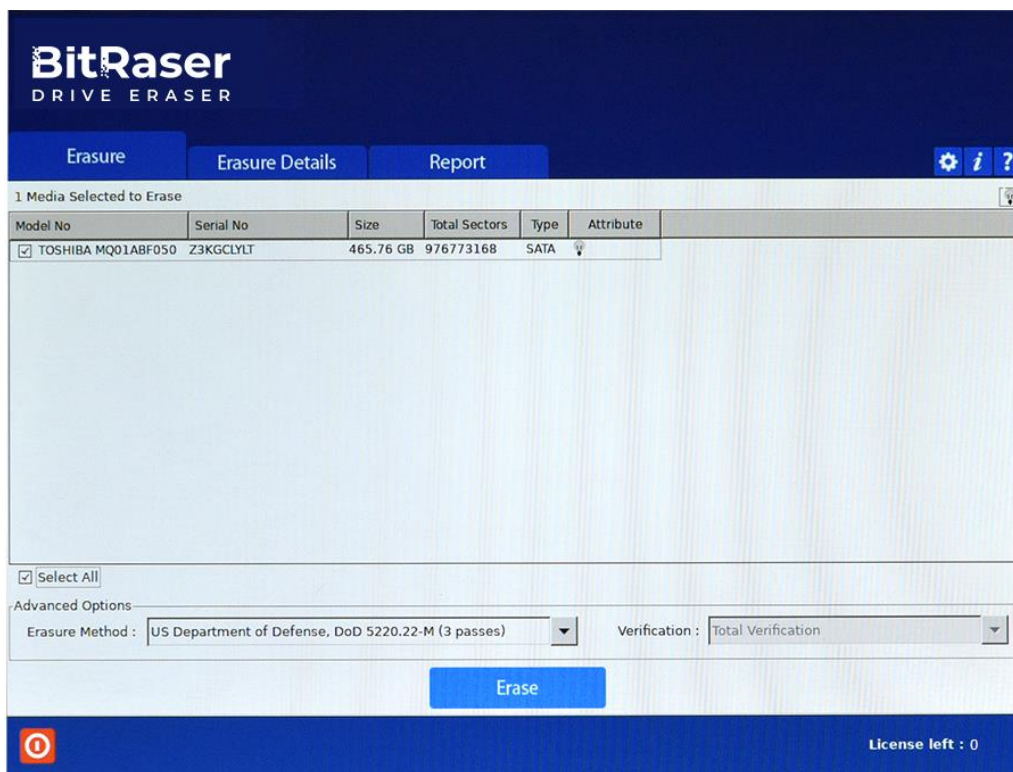 BitRaser
DRIVE ERASER
Erasure Erasure Details Report i ?
1 Media Selected to Erase
Model No Serial No Size Total Sectors Type Attribute
TOSHIBA MQ01ABF050 Z3KGCLYLT 465.76 GB 976773168 SATA
Select All
Advanced Options
Erasure Method : US Department of Defense, DoD 5220.22-M (3 passes) Verification : Total Verification
Erase
License left : 0